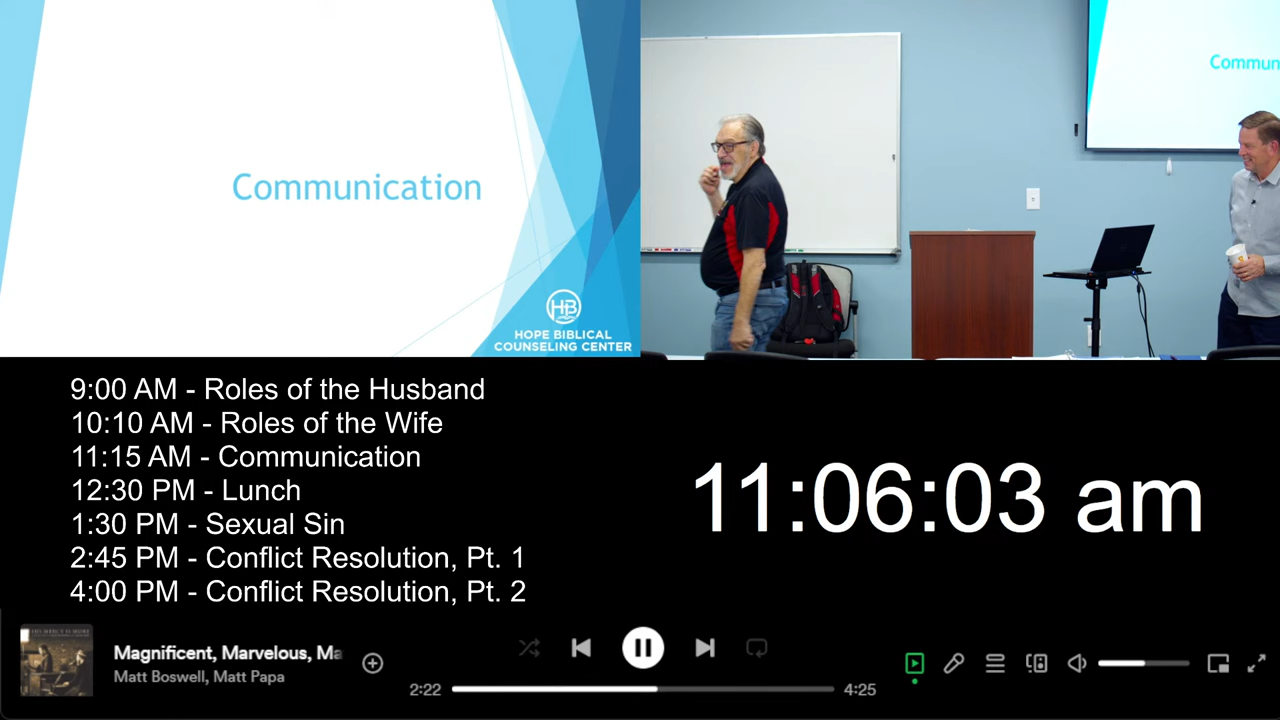 Communication
HB
HOPE BIBLICAL
COUNSELING CENTER
Commun
9:00 AM - Roles of the Husband
10:10 AM - Roles of the Wife
11:15 AM - Communication
12:30 PM - Lunch
1:30 PM - Sexual Sin
2:45 PM - Conflict Resolution, Pt. 1
4:00 PM - Conflict Resolution, Pt. 2
11:06:03 am
Magnificent, Marvelous, Ma
Matt Boswell, Matt Papa
2:22
4:25